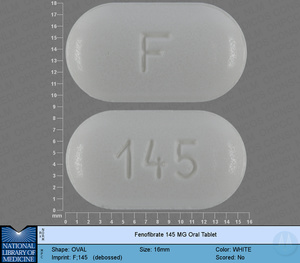 F
145
mm
Fenofibrate 145 MG Oral Tablet
NATIONAL
LIBRARY OF
MEDICINE
Shape: OVAL Size: 16mm Color: WHITE
Imprint: F;145 (debossed) Scored: No